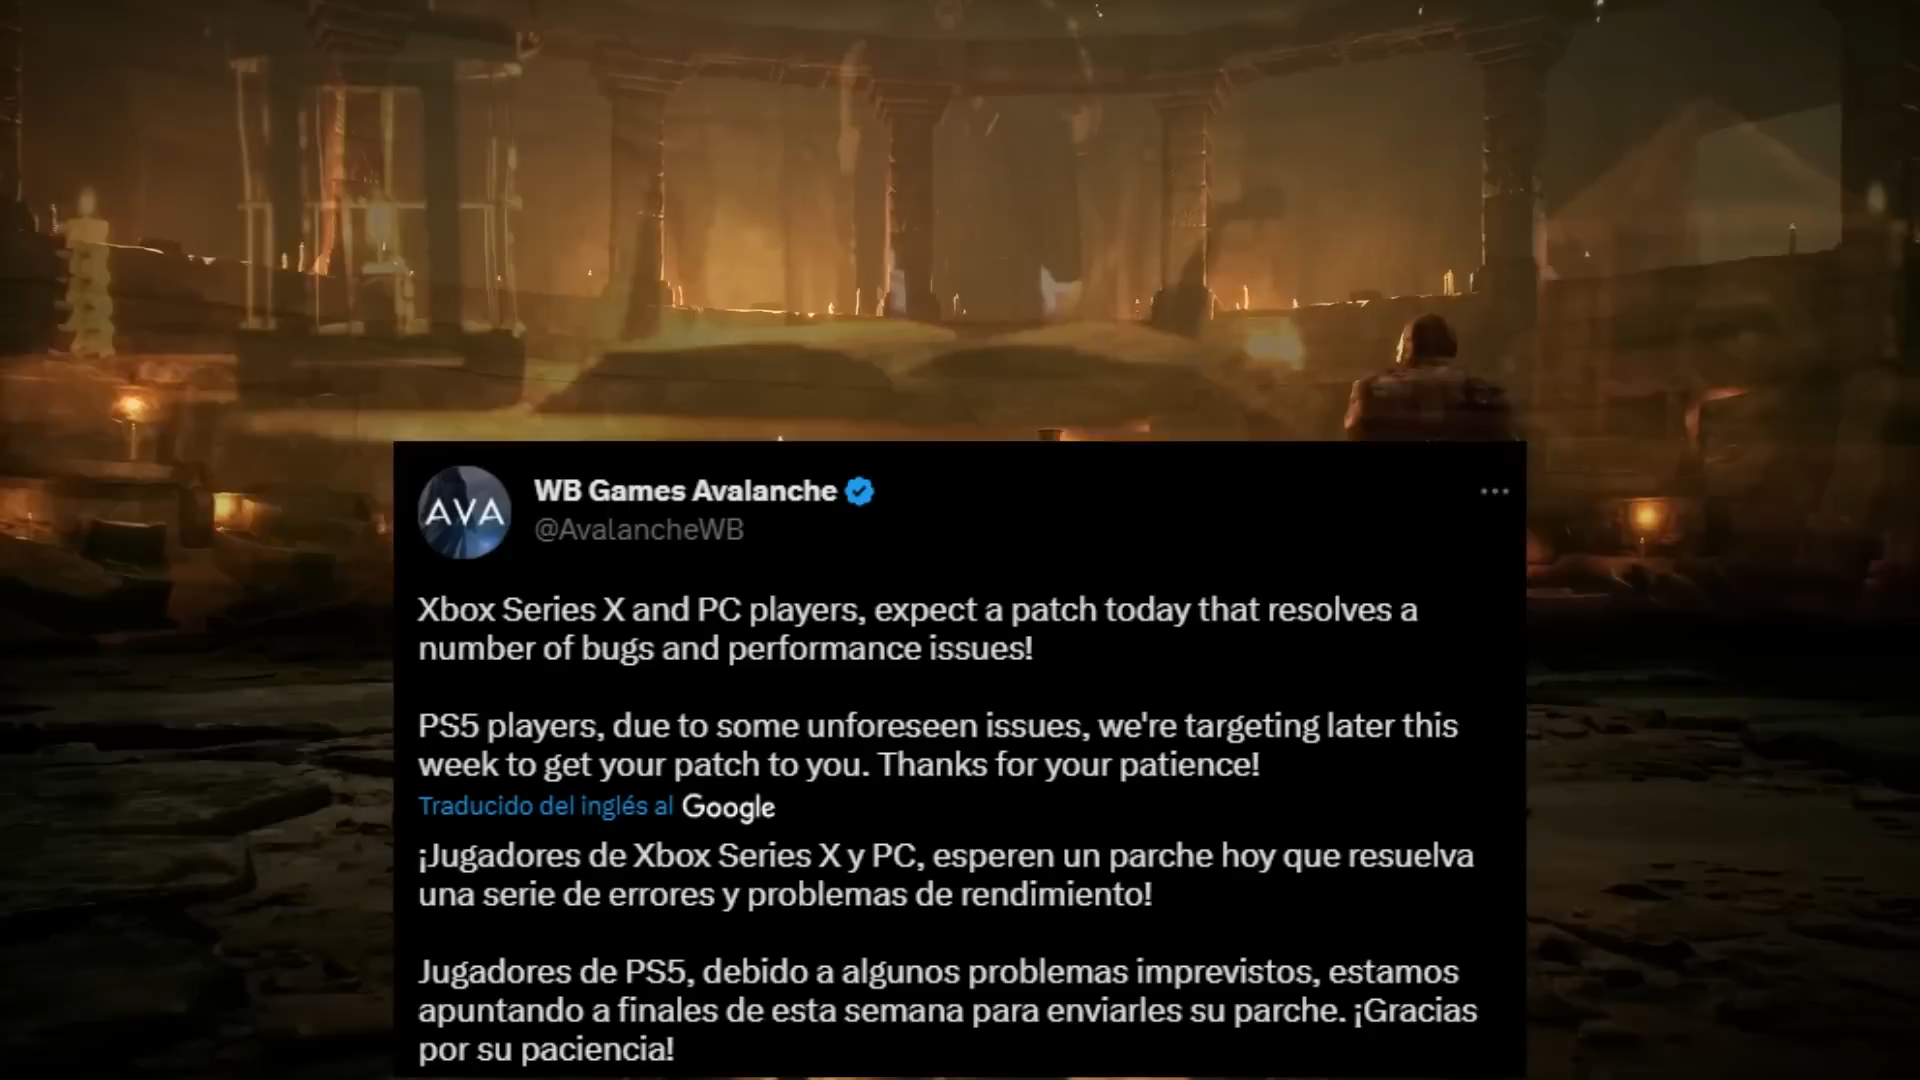 AVA
WB Games Avalanche
@AvalancheWB
Xbox Series X and PC players, expect a patch today that resolves a
number of bugs and performance issues!
PS5 players, due to some unforeseen issues, we're targeting later this
week to get your patch to you. Thanks for your patience!
Traducido del inglés al Google
¡Jugadores de Xbox Series X y PC, esperen un parche hoy que resuelva
una serie de errores y problemas de rendimiento!
Jugadores de PS5, debido a algunos problemas imprevistos, estamos
apuntando a finales de esta semana para enviarles su parche. ¡Gracias
por su paciencia!